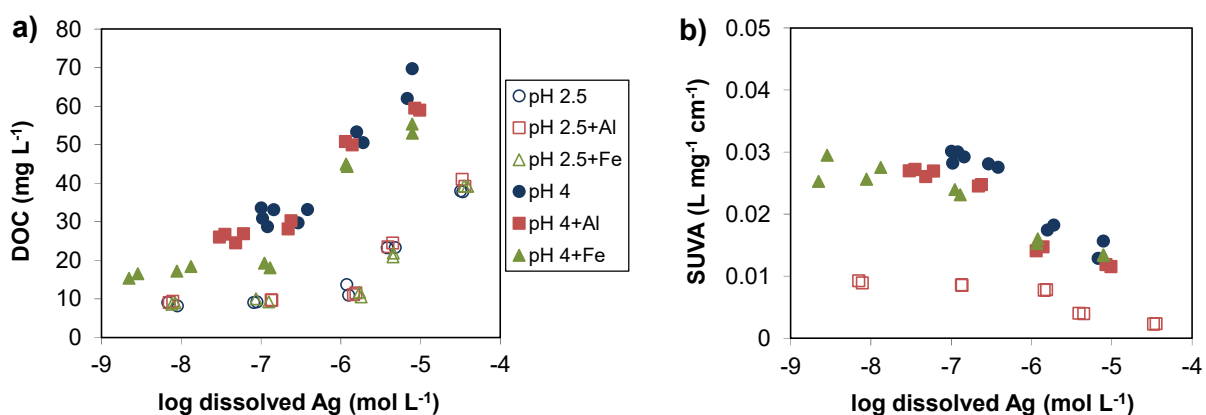 a)
DOC (mg L⁻¹)
80
70
60
50
40
30
20
10
0
-9 -8 -7 -6 -5 -4
log dissolved Ag (mol L⁻¹)
pH 2.5
pH 2.5+Al
pH 2.5+Fe
pH 4
pH 4+Al
pH 4+Fe
b)
SUVA (L mg⁻¹ cm⁻¹)
0.05
0.04
0.03
0.02
0.01
0
-9 -8 -7 -6 -5 -4
log dissolved Ag (mol L⁻¹)